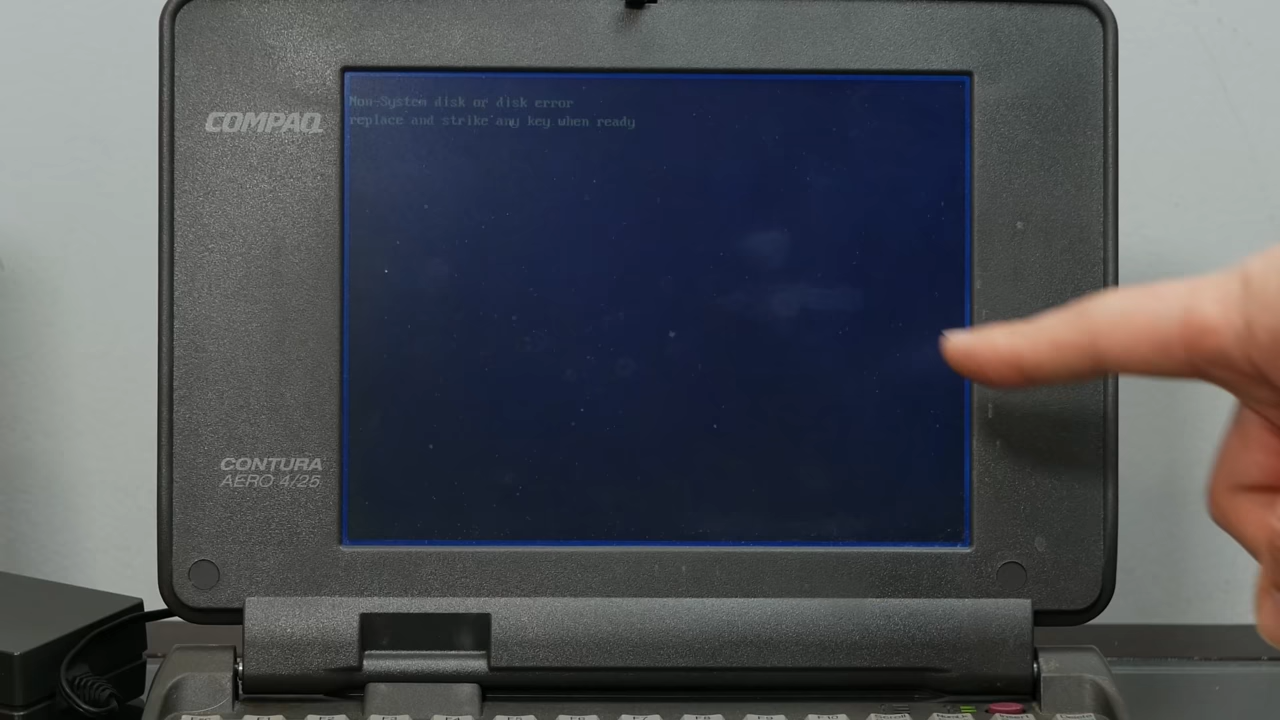 COMPAQ
Non-System disk or disk error
replace and strike any key when ready
CONTURA
AERO 4/25